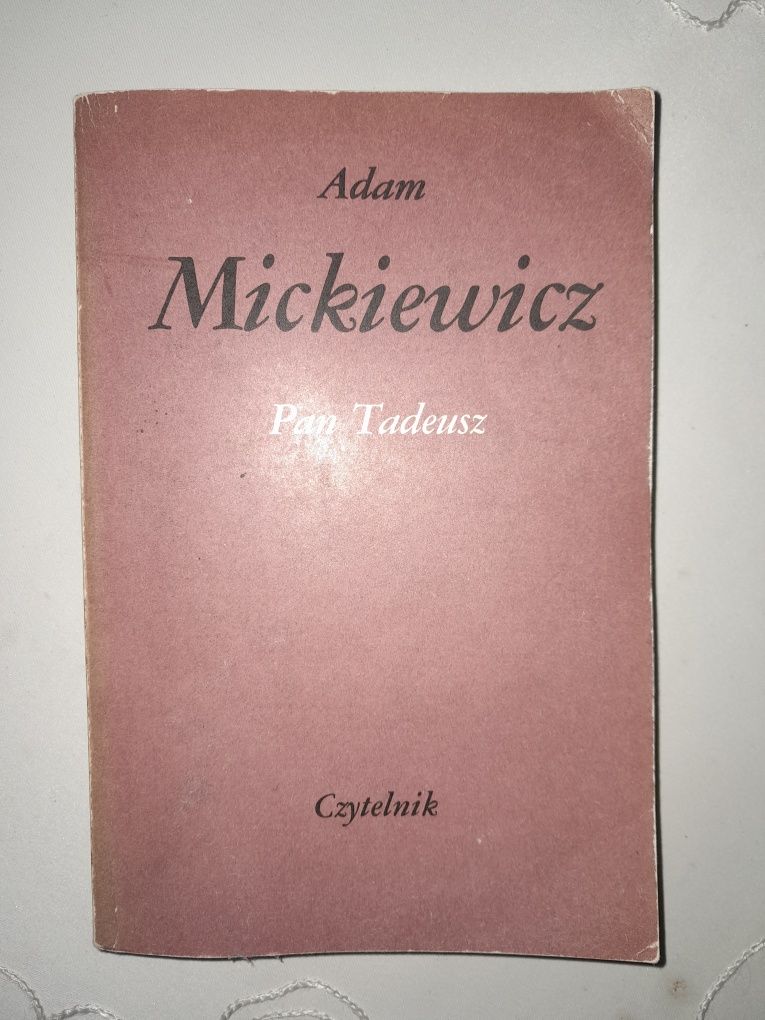 Adam
Mickiewicz
Pan Tadeusz
Czytelnik